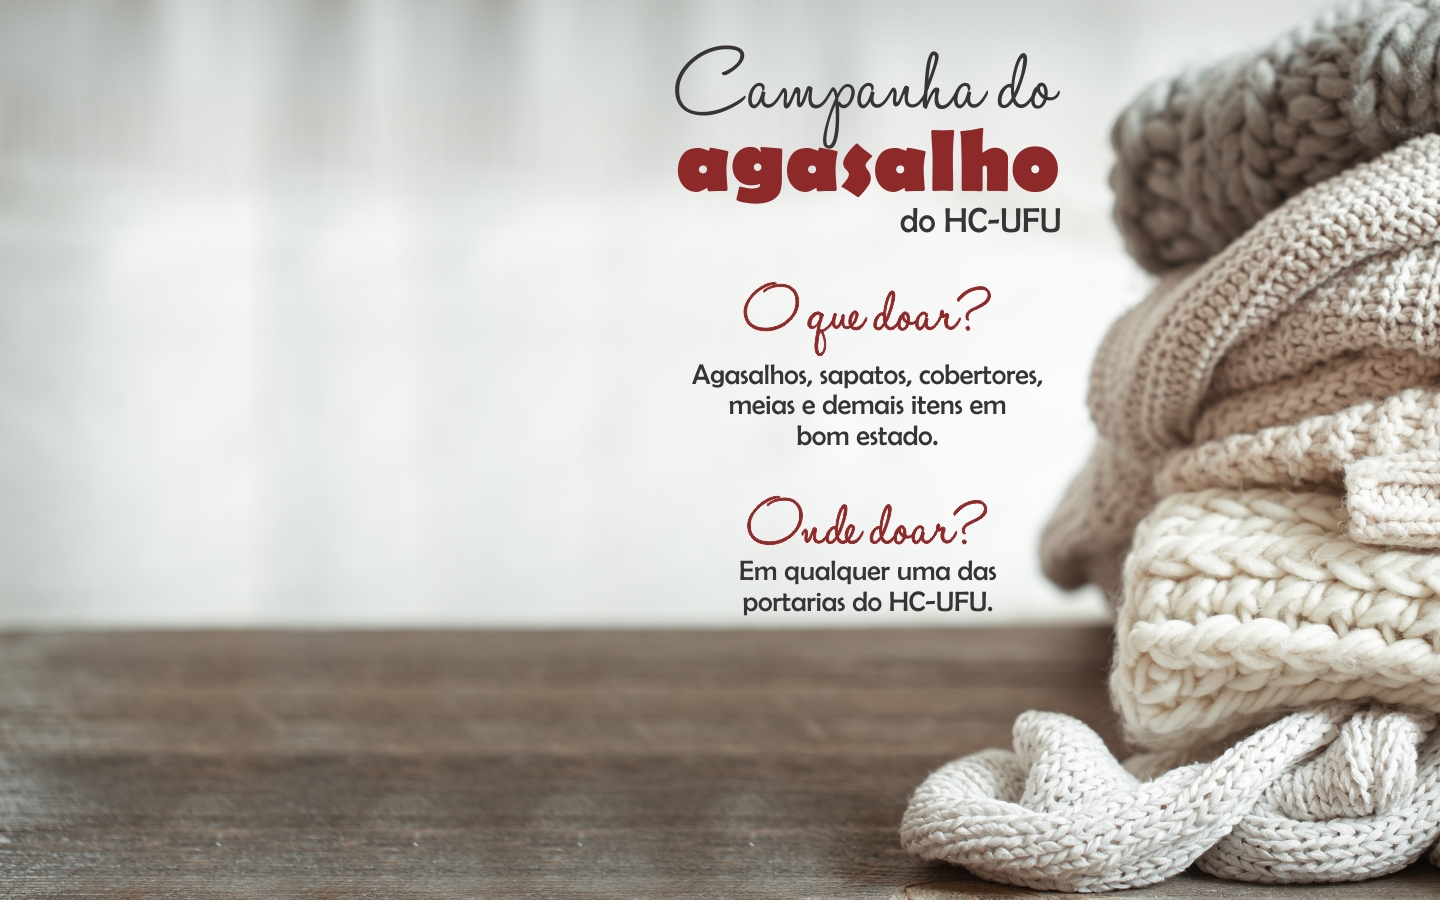 Campanha do
agasalho
do HC-UFU
O que doar?
Agasalhos, sapatos, cobertores,
meias e demais itens em
bom estado.
Onde doar?
Em qualquer uma das
portarias do HC-UFU.